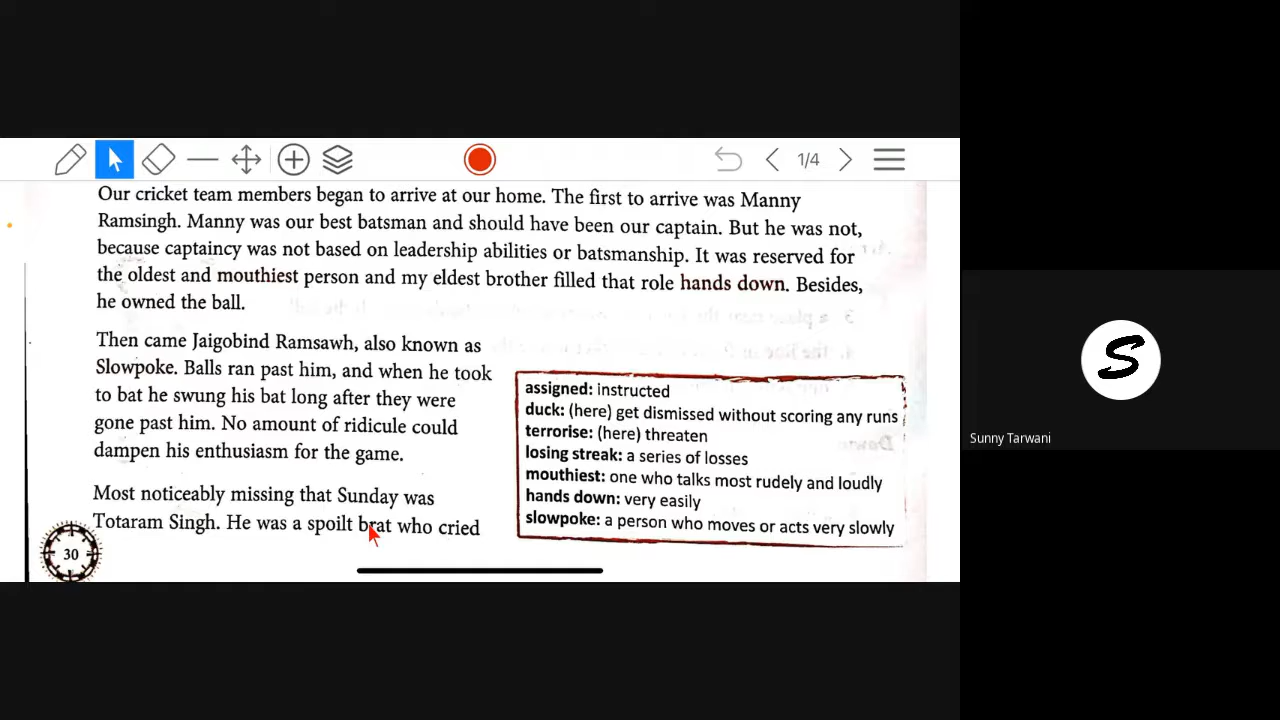 1/4
Our cricket team members began to arrive at our home. The first to arrive was Manny
Ramsingh. Manny was our best batsman and should have been our captain. But he was not,
because captaincy was not based on leadership abilities or batsmanship. It was reserved for
the oldest and mouthiest person and my eldest brother filled that role hands down. Besides,
he owned the ball.
Then came Jaigobind Ramsawh, also known as
Slowpoke. Balls ran past him, and when he took
to bat he swung his bat long after they were
gone past him. No amount of ridicule could
dampen his enthusiasm for the game.
Most noticeably missing that Sunday was
Totaram Singh. He was a spoilt brat who cried
30
assigned: instructed
duck: (here) get dismissed without scoring any runs
terrorise: (here) threaten
losing streak: a series of losses
mouthiest: one who talks most rudely and loudly
hands down: very easily
slowpoke: a person who moves or acts very slowly
S
Sunny Tarwani